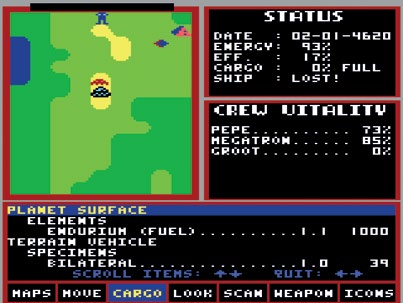 STATUS
DATE : 02-01-4620
ENERGY: 93%
EFF. : 17%
CARGO : 0% FULL
SHIP : LOST!
CREW VITALITY
PEPE.......... 73%
MEGATRON...... 85%
GROOT......... 0%
PLANET SURFACE
ELEMENTS
ENDURIUM (FUEL)..........1.1 1000
TERRAIN VEHICLE
SPECIMENS
BILATERAL................1.0 39
SCROLL ITEMS: ↑↓ QUIT: ←→
MAPS MOVE CARGO LOOK SCAN WEAPON ICONS